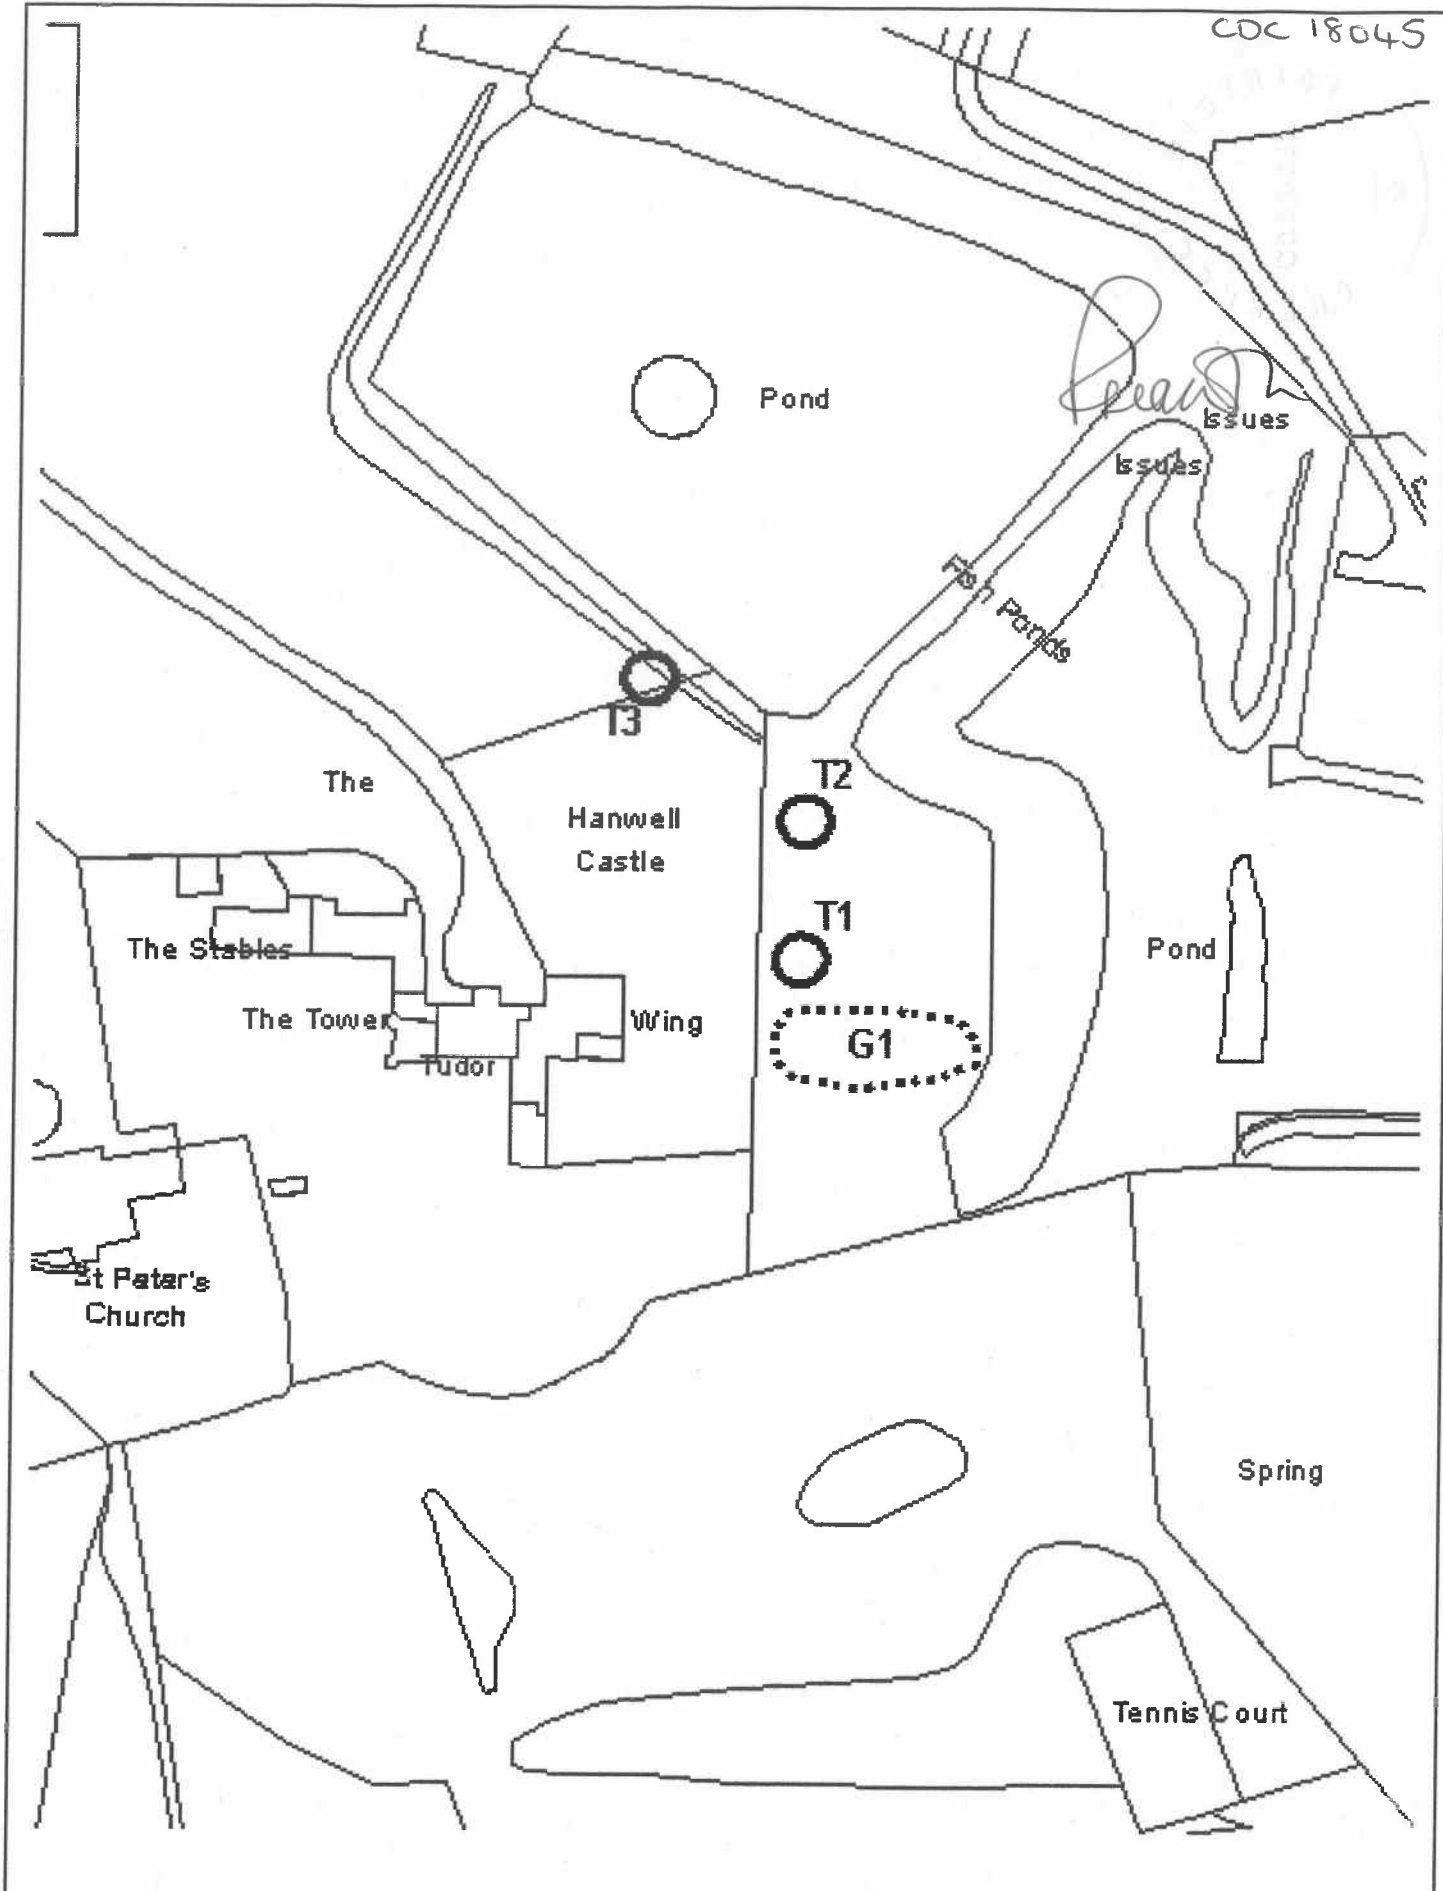 CDC 18045
Pond
Issues
Issues
Fish Ponds
T3
T2
The
Hanwell
Castle
T1
The Stables
Pond
The Tower
Wing
G1
Tudor
St Peter's
Church
Spring
Tennis Court